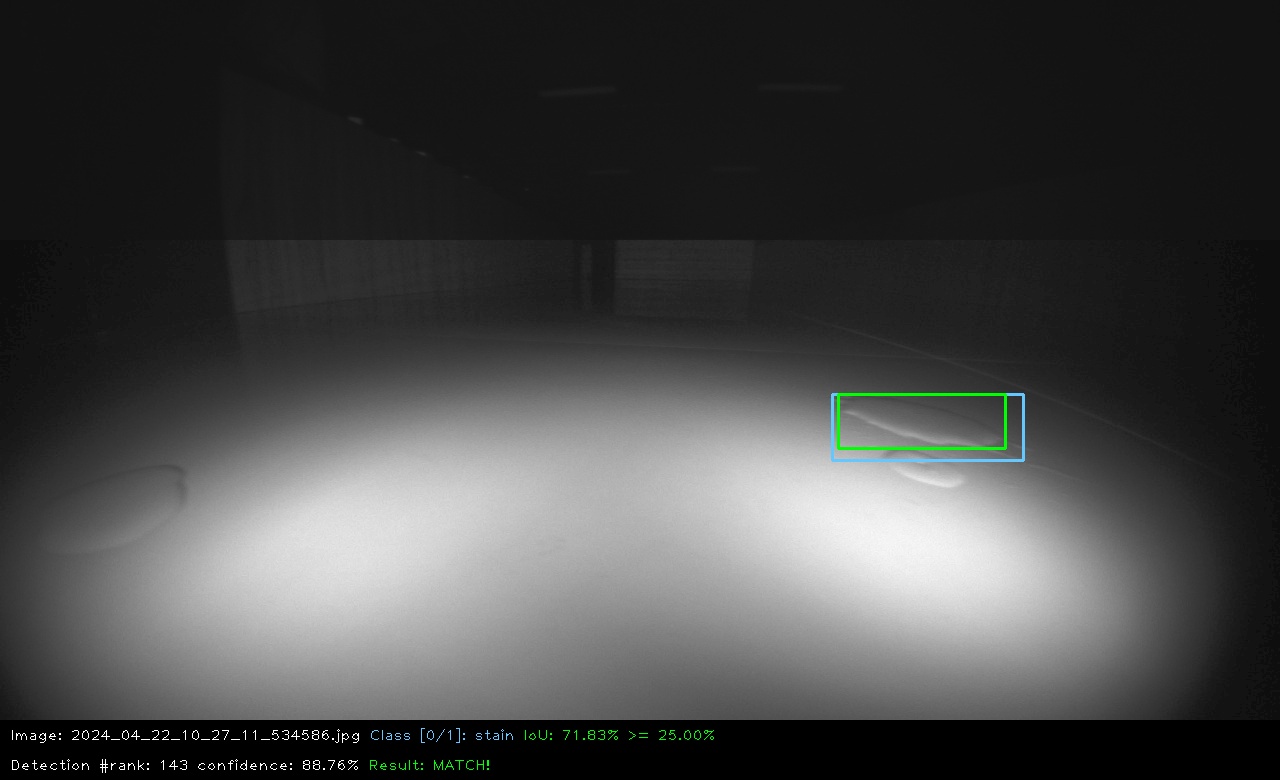 Image: 2024_04_22_10_27_11_534586.jpg Class [0/1]: stain IoU: 71.83% >= 25.00%
Detection #rank: 143 confidence: 88.76% Result: MATCH!